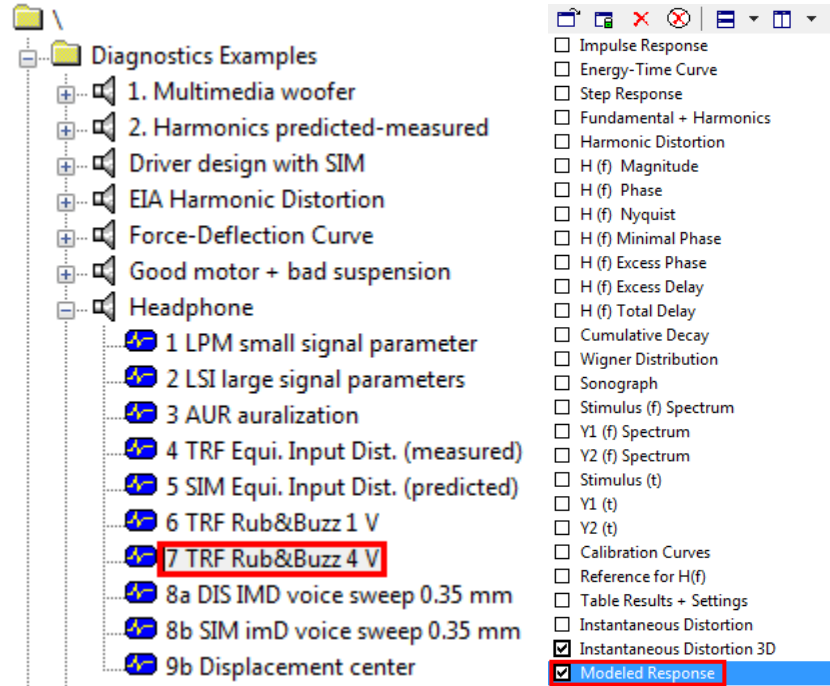 \
Diagnostics Examples
1. Multimedia woofer
2. Harmonics predicted-measured
Driver design with SIM
EIA Harmonic Distortion
Force-Deflection Curve
Good motor + bad suspension
Headphone
1 LPM small signal parameter
2 LSI large signal parameters
3 AUR auralization
4 TRF Equi. Input Dist. (measured)
5 SIM Equi. Input Dist. (predicted)
6 TRF Rub&Buzz 1 V
7 TRF Rub&Buzz 4 V
8a DIS IMD voice sweep 0.35 mm
8b SIM imD voice sweep 0.35 mm
9b Displacement center
Impulse Response
Energy-Time Curve
Step Response
Fundamental + Harmonics
Harmonic Distortion
H (f) Magnitude
H (f) Phase
H (f) Nyquist
H (f) Minimal Phase
H (f) Excess Phase
H (f) Excess Delay
H (f) Total Delay
Cumulative Decay
Wigner Distribution
Sonograph
Stimulus (f) Spectrum
Y1 (f) Spectrum
Y2 (f) Spectrum
Stimulus (t)
Y1 (t)
Y2 (t)
Calibration Curves
Reference for H(f)
Table Results + Settings
Instantaneous Distortion
Instantaneous Distortion 3D
Modeled Response